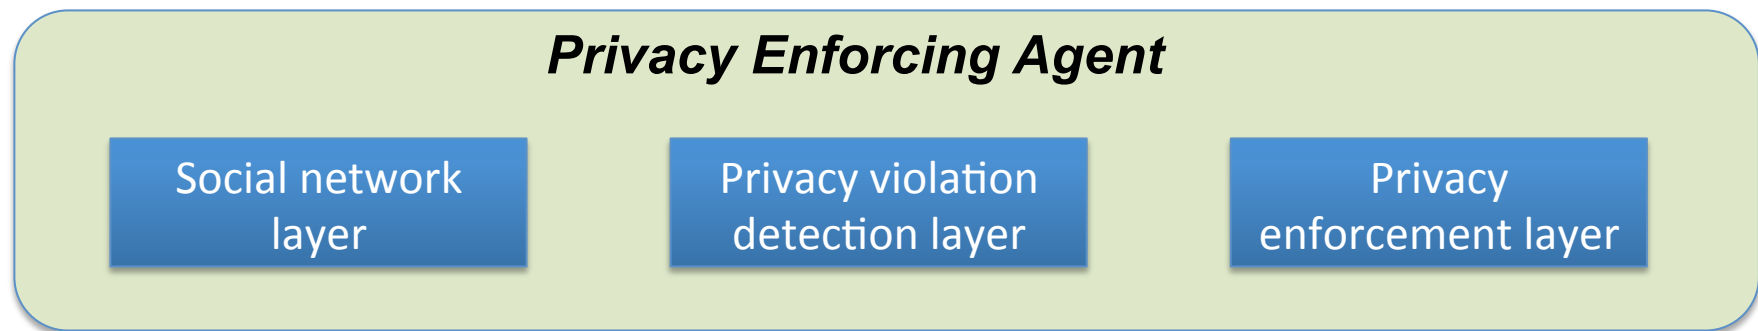 Privacy Enforcing Agent
Social network
layer
Privacy violation
detection layer
Privacy
enforcement layer